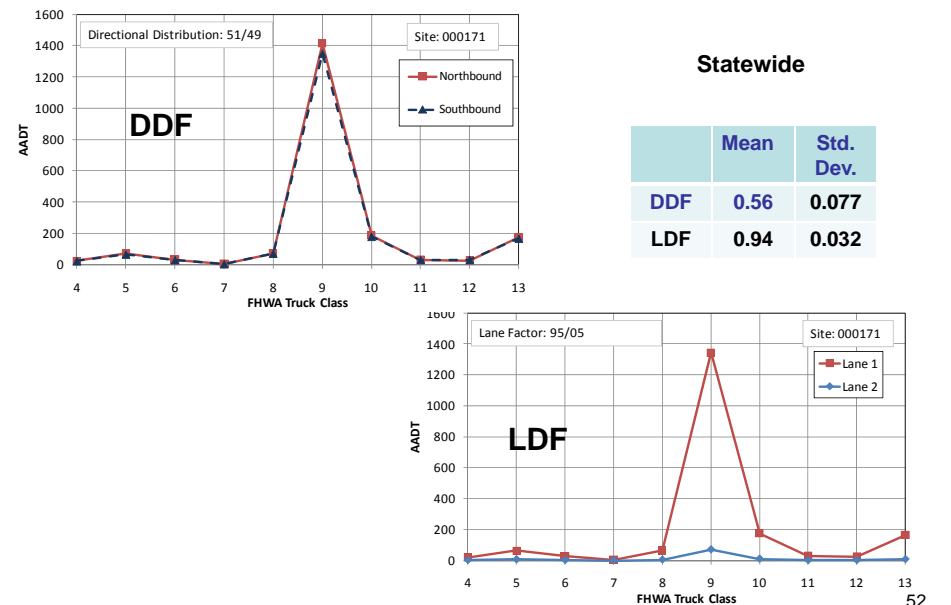 1600
1400
1200
1000
800
600
400
200
0
AADT
Directional Distribution: 51/49
Site: 000171
Northbound
Southbound
DDF
4 5 6 7 8 9 10 11 12 13
FHWA Truck Class
Statewide
Mean Std. Dev.
DDF 0.56 0.077
LDF 0.94 0.032
1600
1400
1200
1000
800
600
400
200
0
AADT
Lane Factor: 95/05
Site: 000171
Lane 1
Lane 2
LDF
4 5 6 7 8 9 10 11 12 13
FHWA Truck Class
52